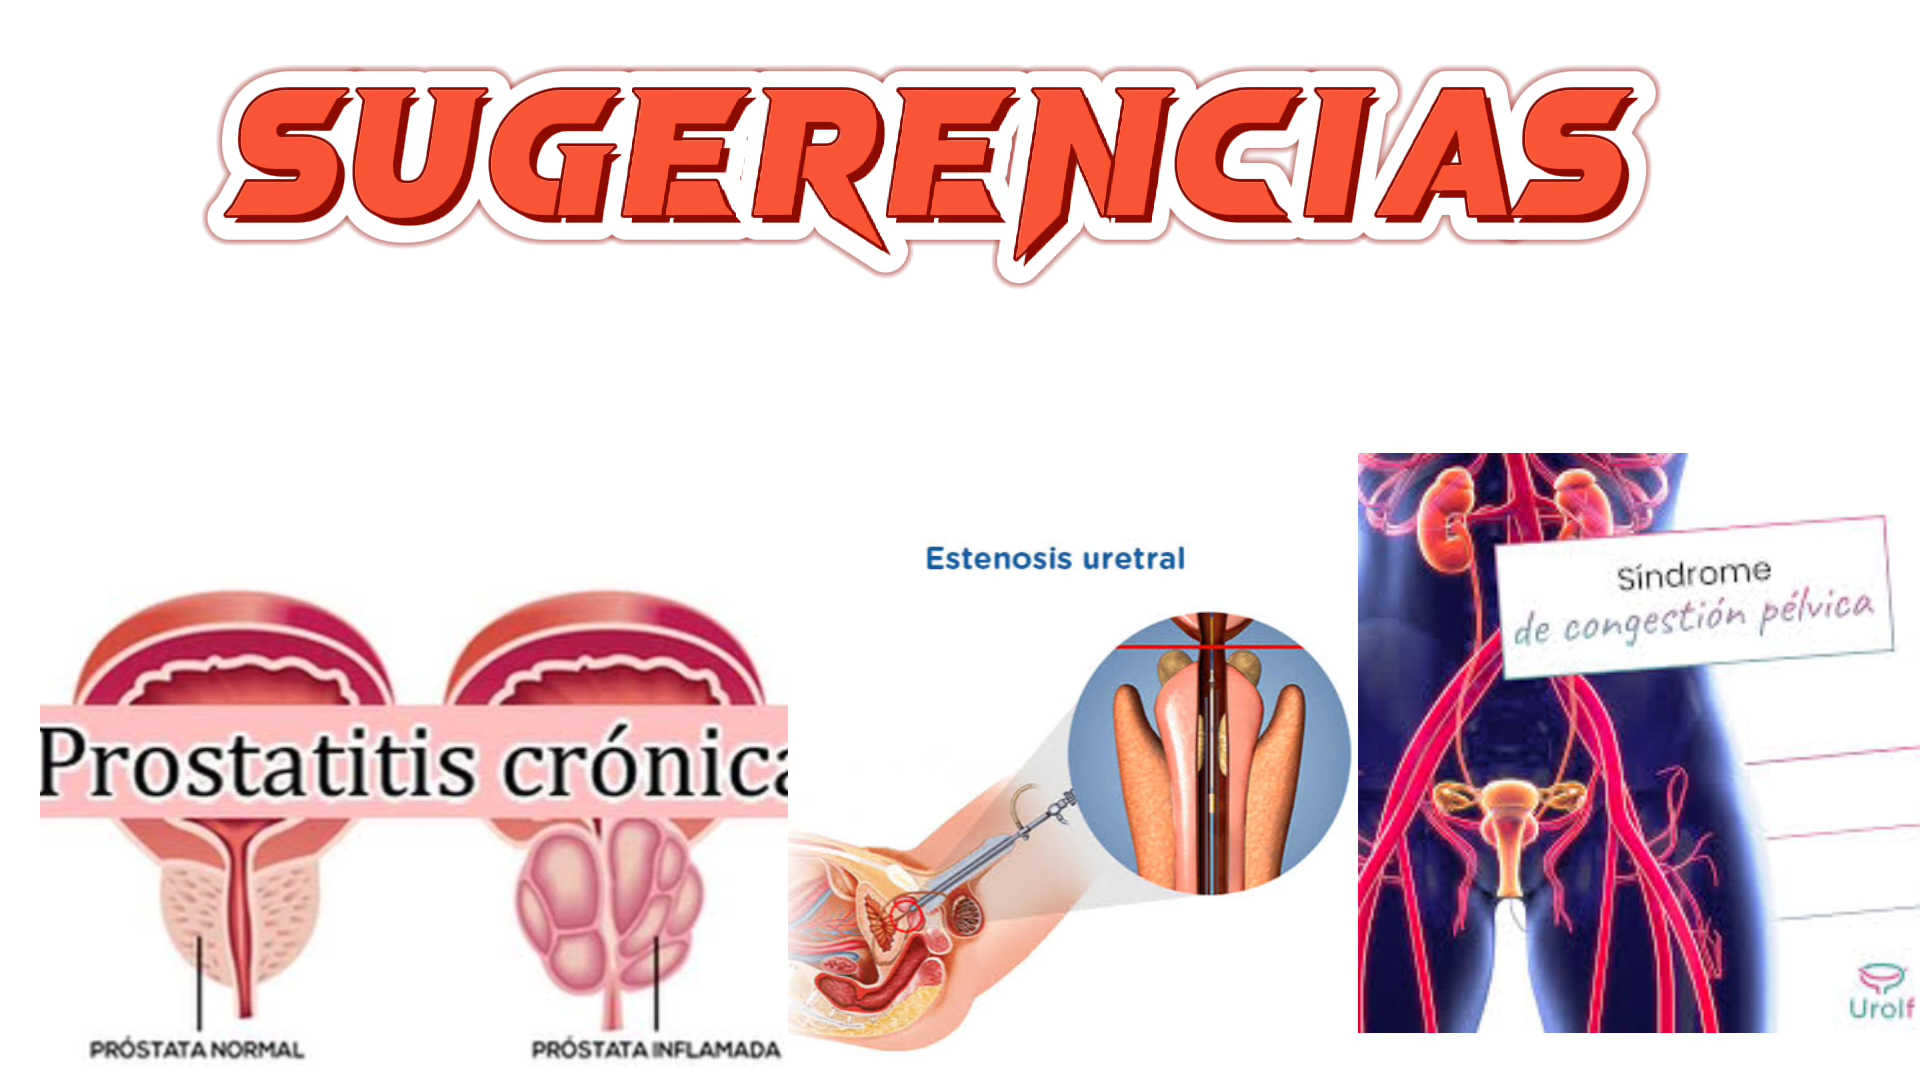 SUGERENCIAS
Estenosis uretral
Síndrome
de congestión pélvica
Prostatitis crónica
PRÓSTATA NORMAL
PRÓSTATA INFLAMADA
Urolf